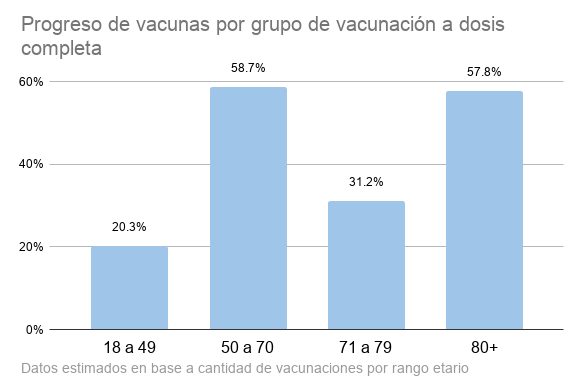 Progreso de vacunas por grupo de vacunación a dosis
completa
60%
58.7%
57.8%
40%
31.2%
20.3%
20%
0%
18 a 49 50 a 70 71 a 79 80+
Datos estimados en base a cantidad de vacunaciones por rango etario